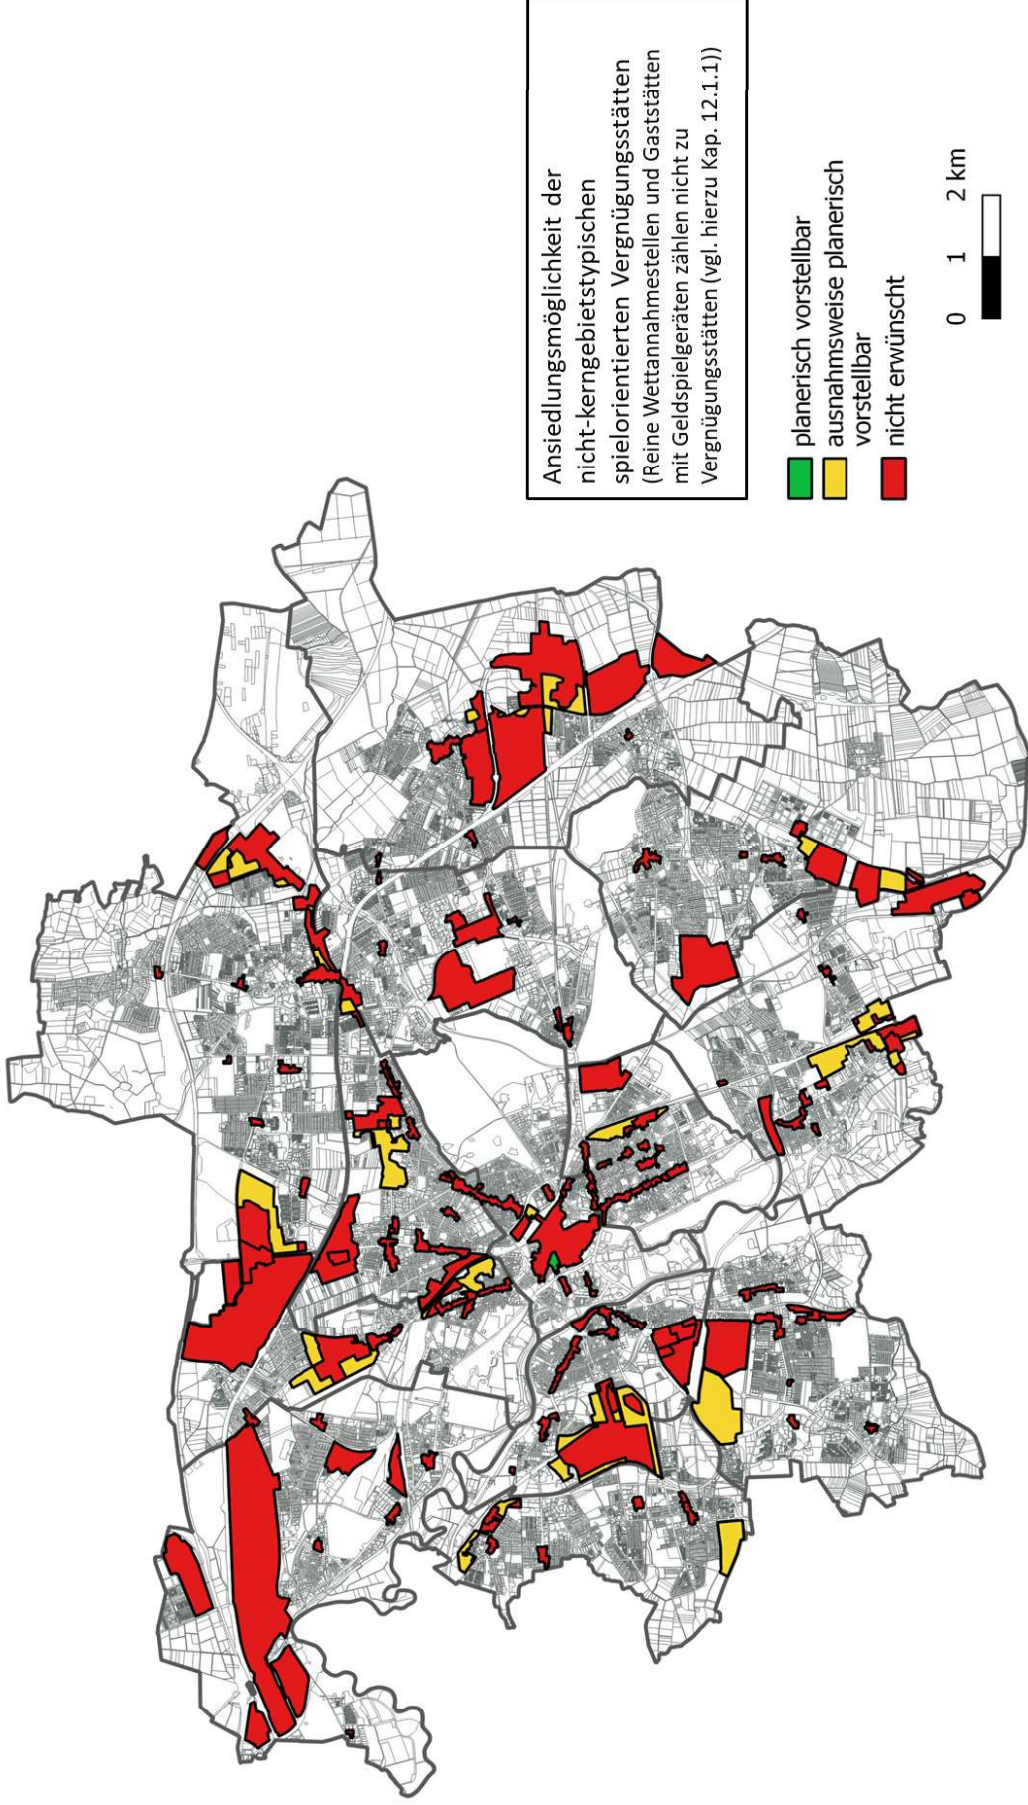 Ansiedlungsmöglichkeit der
nicht-kerngebietstypischen
spielorientierten Vergnügungsstätten
(Reine Wettannahmestellen und Gaststätten
mit Geldspielgeräten zählen nicht zu
Vergnügungsstätten (vgl. hierzu Kap. 12.1.1))
planerisch vorstellbar
ausnahmsweise planerisch
vorstellbar
nicht erwünscht
0 1 2 km